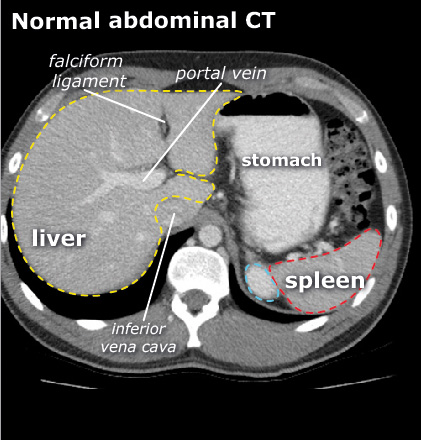 Normal abdominal CT
falciform
ligament
portal vein
stomach
liver
spleen
inferior
vena cava